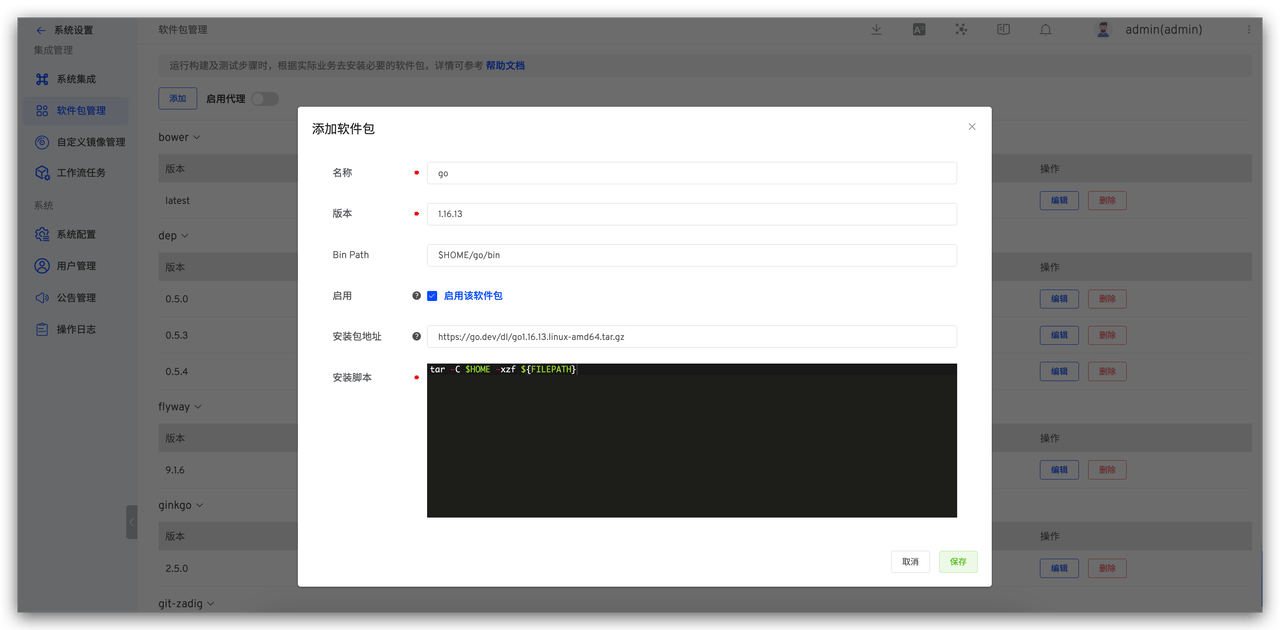 系统设置
集成管理
系统集成
软件包管理
自定义镜像管理
工作流任务
系统
系统配置
用户管理
公告管理
操作日志
软件包管理
admin(admin)
运行构建及测试步骤时，根据实际业务去安装必要的软件包，详情可参考 帮助文档
添加 启用代理
bower
版本 操作
latest 编辑 删除
dep
版本 操作
0.5.0 编辑 删除
0.5.3 编辑 删除
0.5.4 编辑 删除
flyway
版本 操作
9.1.6 编辑 删除
ginkgo
版本 操作
2.5.0 编辑 删除
git-zadig
添加软件包
名称 go
版本 1.16.13
Bin Path $HOME/go/bin
启用 启用该软件包
安装包地址 https://go.dev/dl/go1.16.13.linux-amd64.tar.gz
安装脚本 tar -C $HOME -xzf ${FILEPATH}
取消 保存